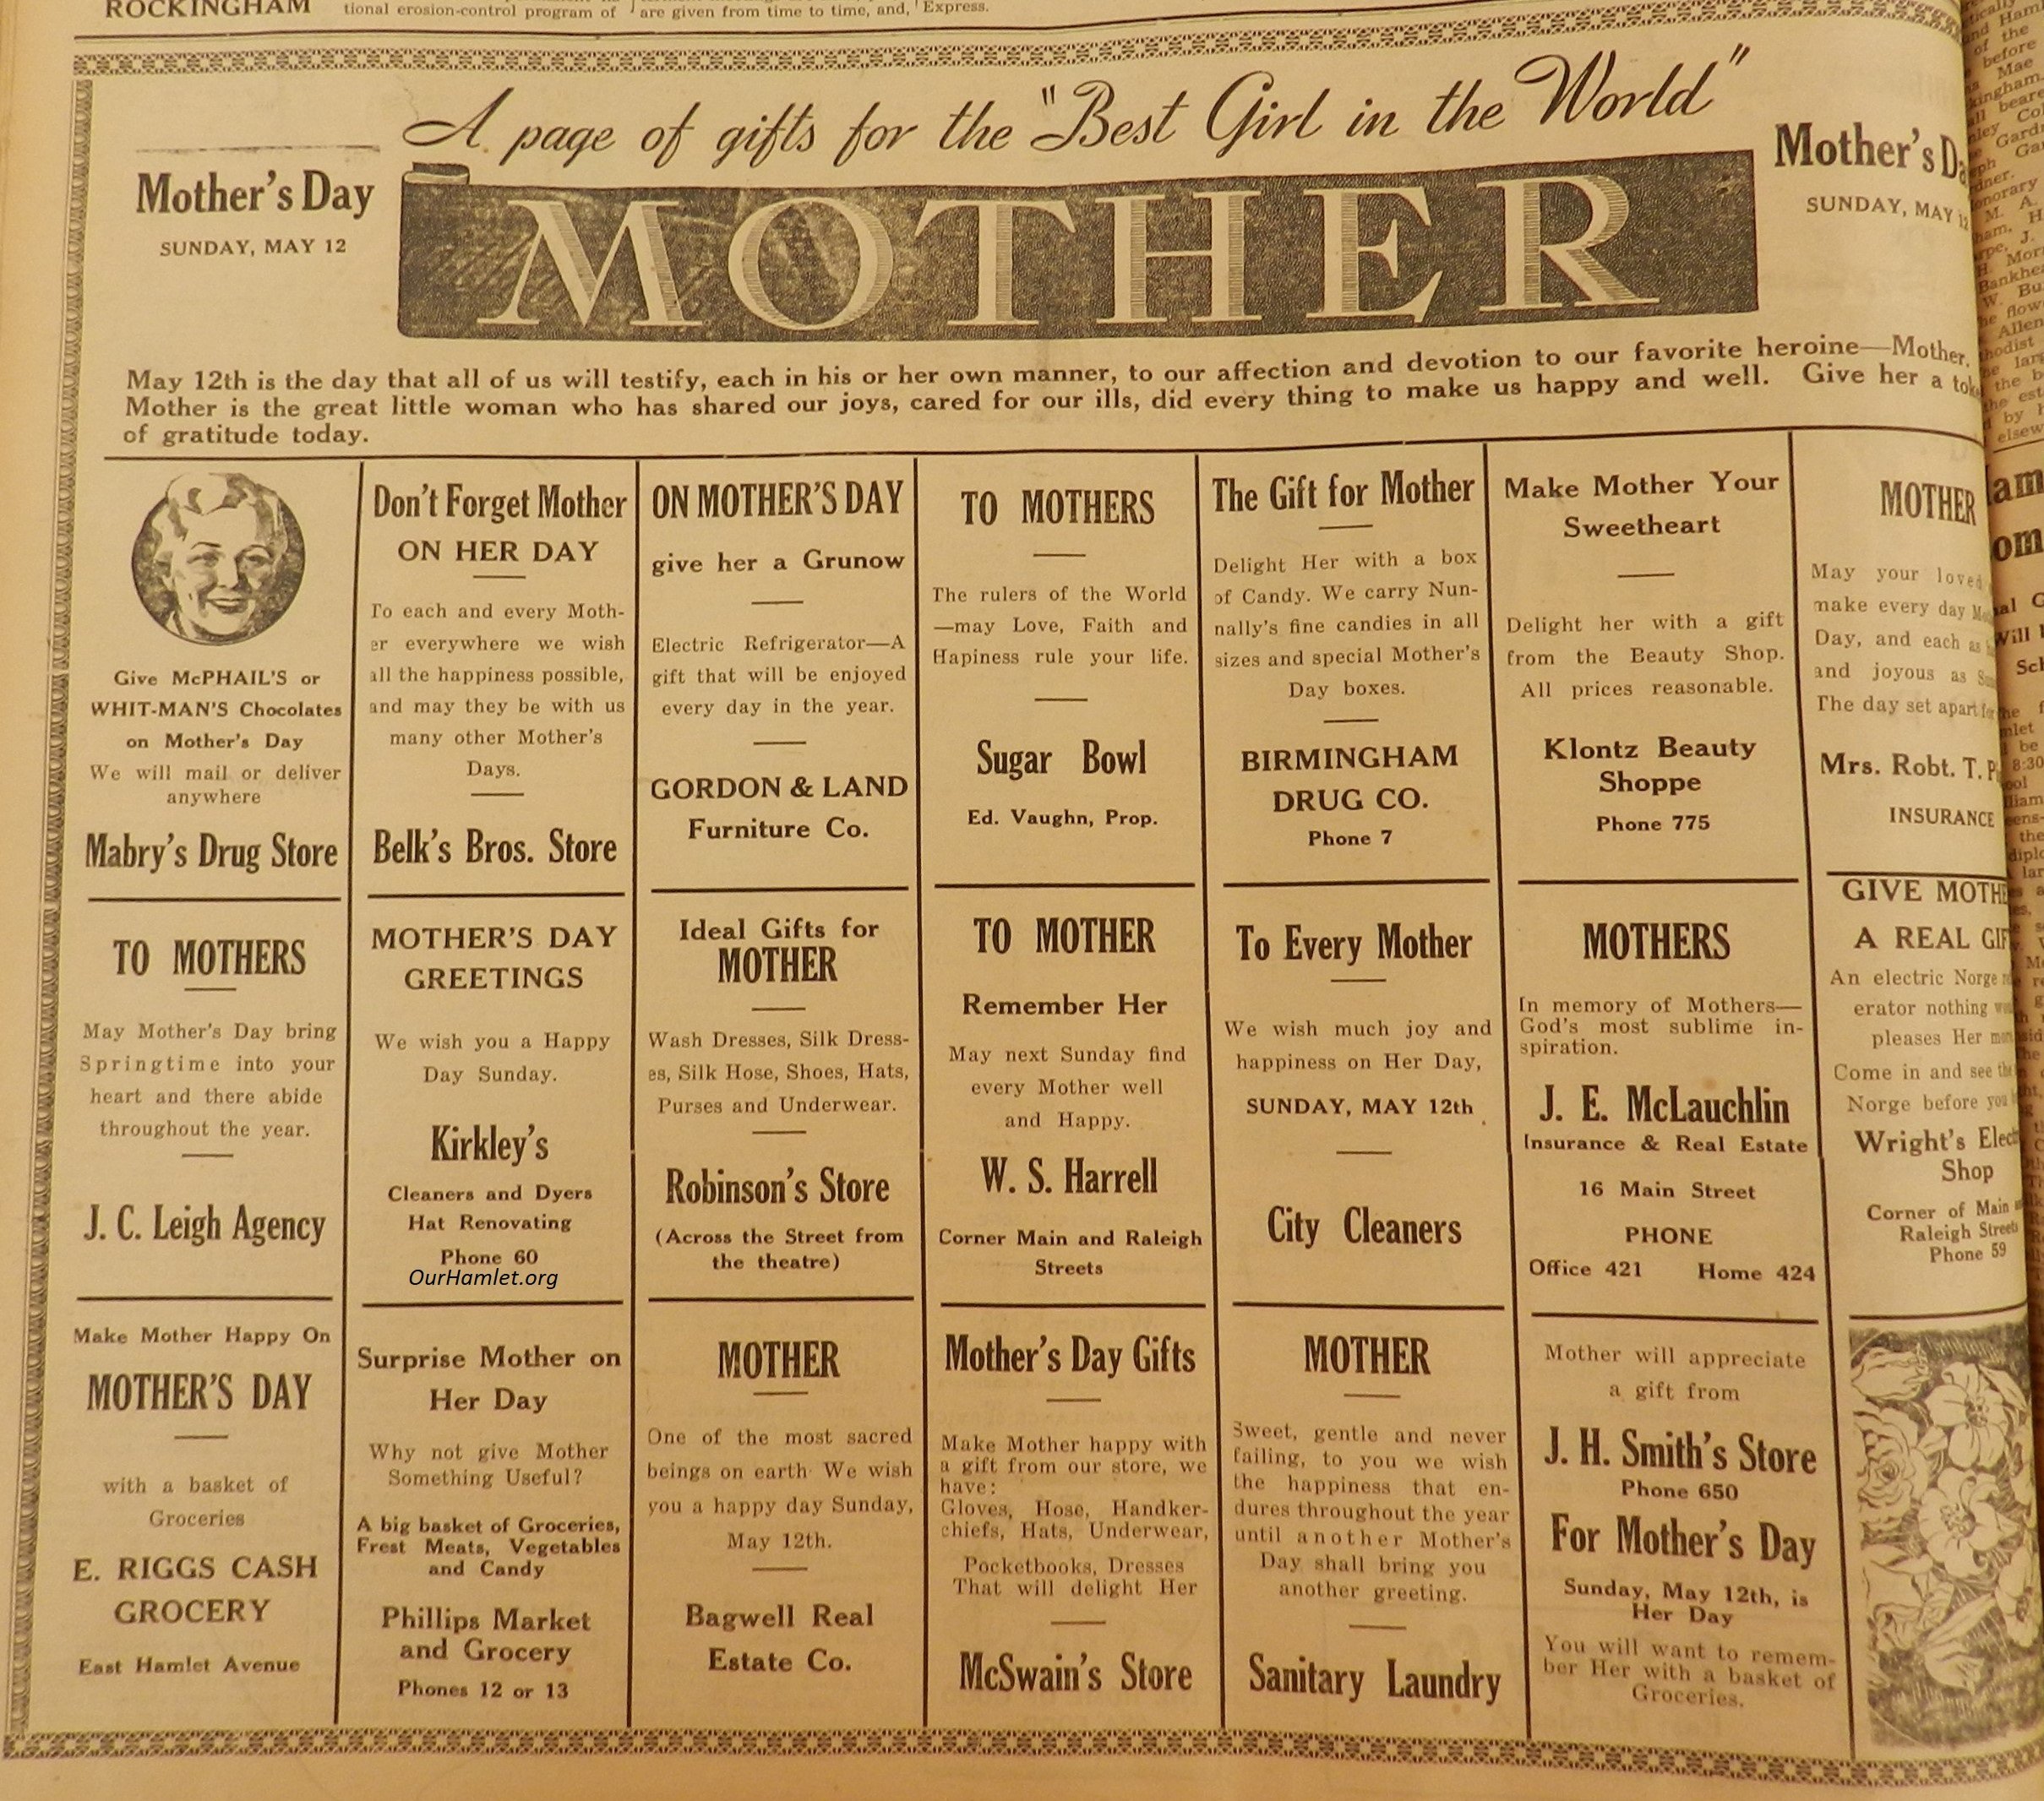 ROCKINGHAM
tional erosion-control program of
are given from time to time, and,
Express.
A page of gifts for the "Best Girl in the World"
Mother's Day
SUNDAY, MAY 12
MOTHER
Mother's Da
SUNDAY, MAY 12
May 12th is the day that all of us will testify, each in his or her own manner, to our affection and devotion to our favorite heroine—Mother.
Mother is the great little woman who has shared our joys, cared for our ills, did every thing to make us happy and well. Give her a tok
of gratitude today.
Give McPHAIL'S or
WHIT-MAN'S Chocolates
on Mother's Day
We will mail or deliver
anywhere
Mabry's Drug Store
Don't Forget Mother
ON HER DAY
To each and every Moth-
er everywhere we wish
all the happiness possible,
and may they be with us
many other Mother's
Days.
Belk's Bros. Store
ON MOTHER'S DAY
give her a Grunow
Electric Refrigerator—A
gift that will be enjoyed
every day in the year.
GORDON & LAND
Furniture Co.
TO MOTHERS
The rulers of the World
—may Love, Faith and
Hapiness rule your life.
Sugar Bowl
Ed. Vaughn, Prop.
The Gift for Mother
Delight Her with a box
of Candy. We carry Nun-
nally's fine candies in all
sizes and special Mother's
Day boxes.
BIRMINGHAM
DRUG CO.
Phone 7
Make Mother Your
Sweetheart
Delight her with a gift
from the Beauty Shop.
All prices reasonable.
Klontz Beauty
Shoppe
Phone 775
MOTHER
May your loved
make every day
Day, and each as
and joyous as
The day set apart
Mrs. Robt. T.
INSURANCE
TO MOTHERS
May Mother's Day bring
Springtime into your
heart and there abide
throughout the year.
J. C. Leigh Agency
MOTHER'S DAY
GREETINGS
We wish you a Happy
Day Sunday.
Kirkley's
Cleaners and Dyers
Hat Renovating
Phone 60
OurHamlet.org
Ideal Gifts for
MOTHER
Wash Dresses, Silk Dress-
es, Silk Hose, Shoes, Hats,
Purses and Underwear.
Robinson's Store
(Across the Street from
the theatre)
TO MOTHER
Remember Her
May next Sunday find
every Mother well
and Happy.
W. S. Harrell
Corner Main and Raleigh
Streets
To Every Mother
We wish much joy and
happiness on Her Day,
SUNDAY, MAY 12th
City Cleaners
MOTHERS
In memory of Mothers—
God's most sublime in-
spiration.
J. E. McLauchlin
Insurance & Real Estate
16 Main Street
PHONE
Office 421 Home 424
GIVE MOTHE
A REAL GIF
An electric Norge
erator nothing
pleases Her
Come in and see the
Norge before you
Wright's Elect
Shop
Corner of Main
Raleigh Streets
Phone 59
Make Mother Happy On
MOTHER'S DAY
with a basket of
Groceries
E. RIGGS CASH
GROCERY
East Hamlet Avenue
Surprise Mother on
Her Day
Why not give Mother
Something Useful?
A big basket of Groceries,
Frest Meats, Vegetables
and Candy
Phillips Market
and Grocery
Phones 12 or 13
MOTHER
One of the most sacred
beings on earth We wish
you a happy day Sunday,
May 12th.
Bagwell Real
Estate Co.
Mother's Day Gifts
Make Mother happy with
a gift from our store, we
have:
Gloves, Hose, Handker-
chiefs, Hats, Underwear,
Pocketbooks, Dresses
That will delight Her
McSwain's Store
MOTHER
Sweet, gentle and never
failing, to you we wish
the happiness that en-
dures throughout the year
until another Mother's
Day shall bring you
another greeting.
Sanitary Laundry
Mother will appreciate
a gift from
J. H. Smith's Store
Phone 650
For Mother's Day
Sunday, May 12th, is
Her Day
You will want to remem-
ber Her with a basket of
Groceries.